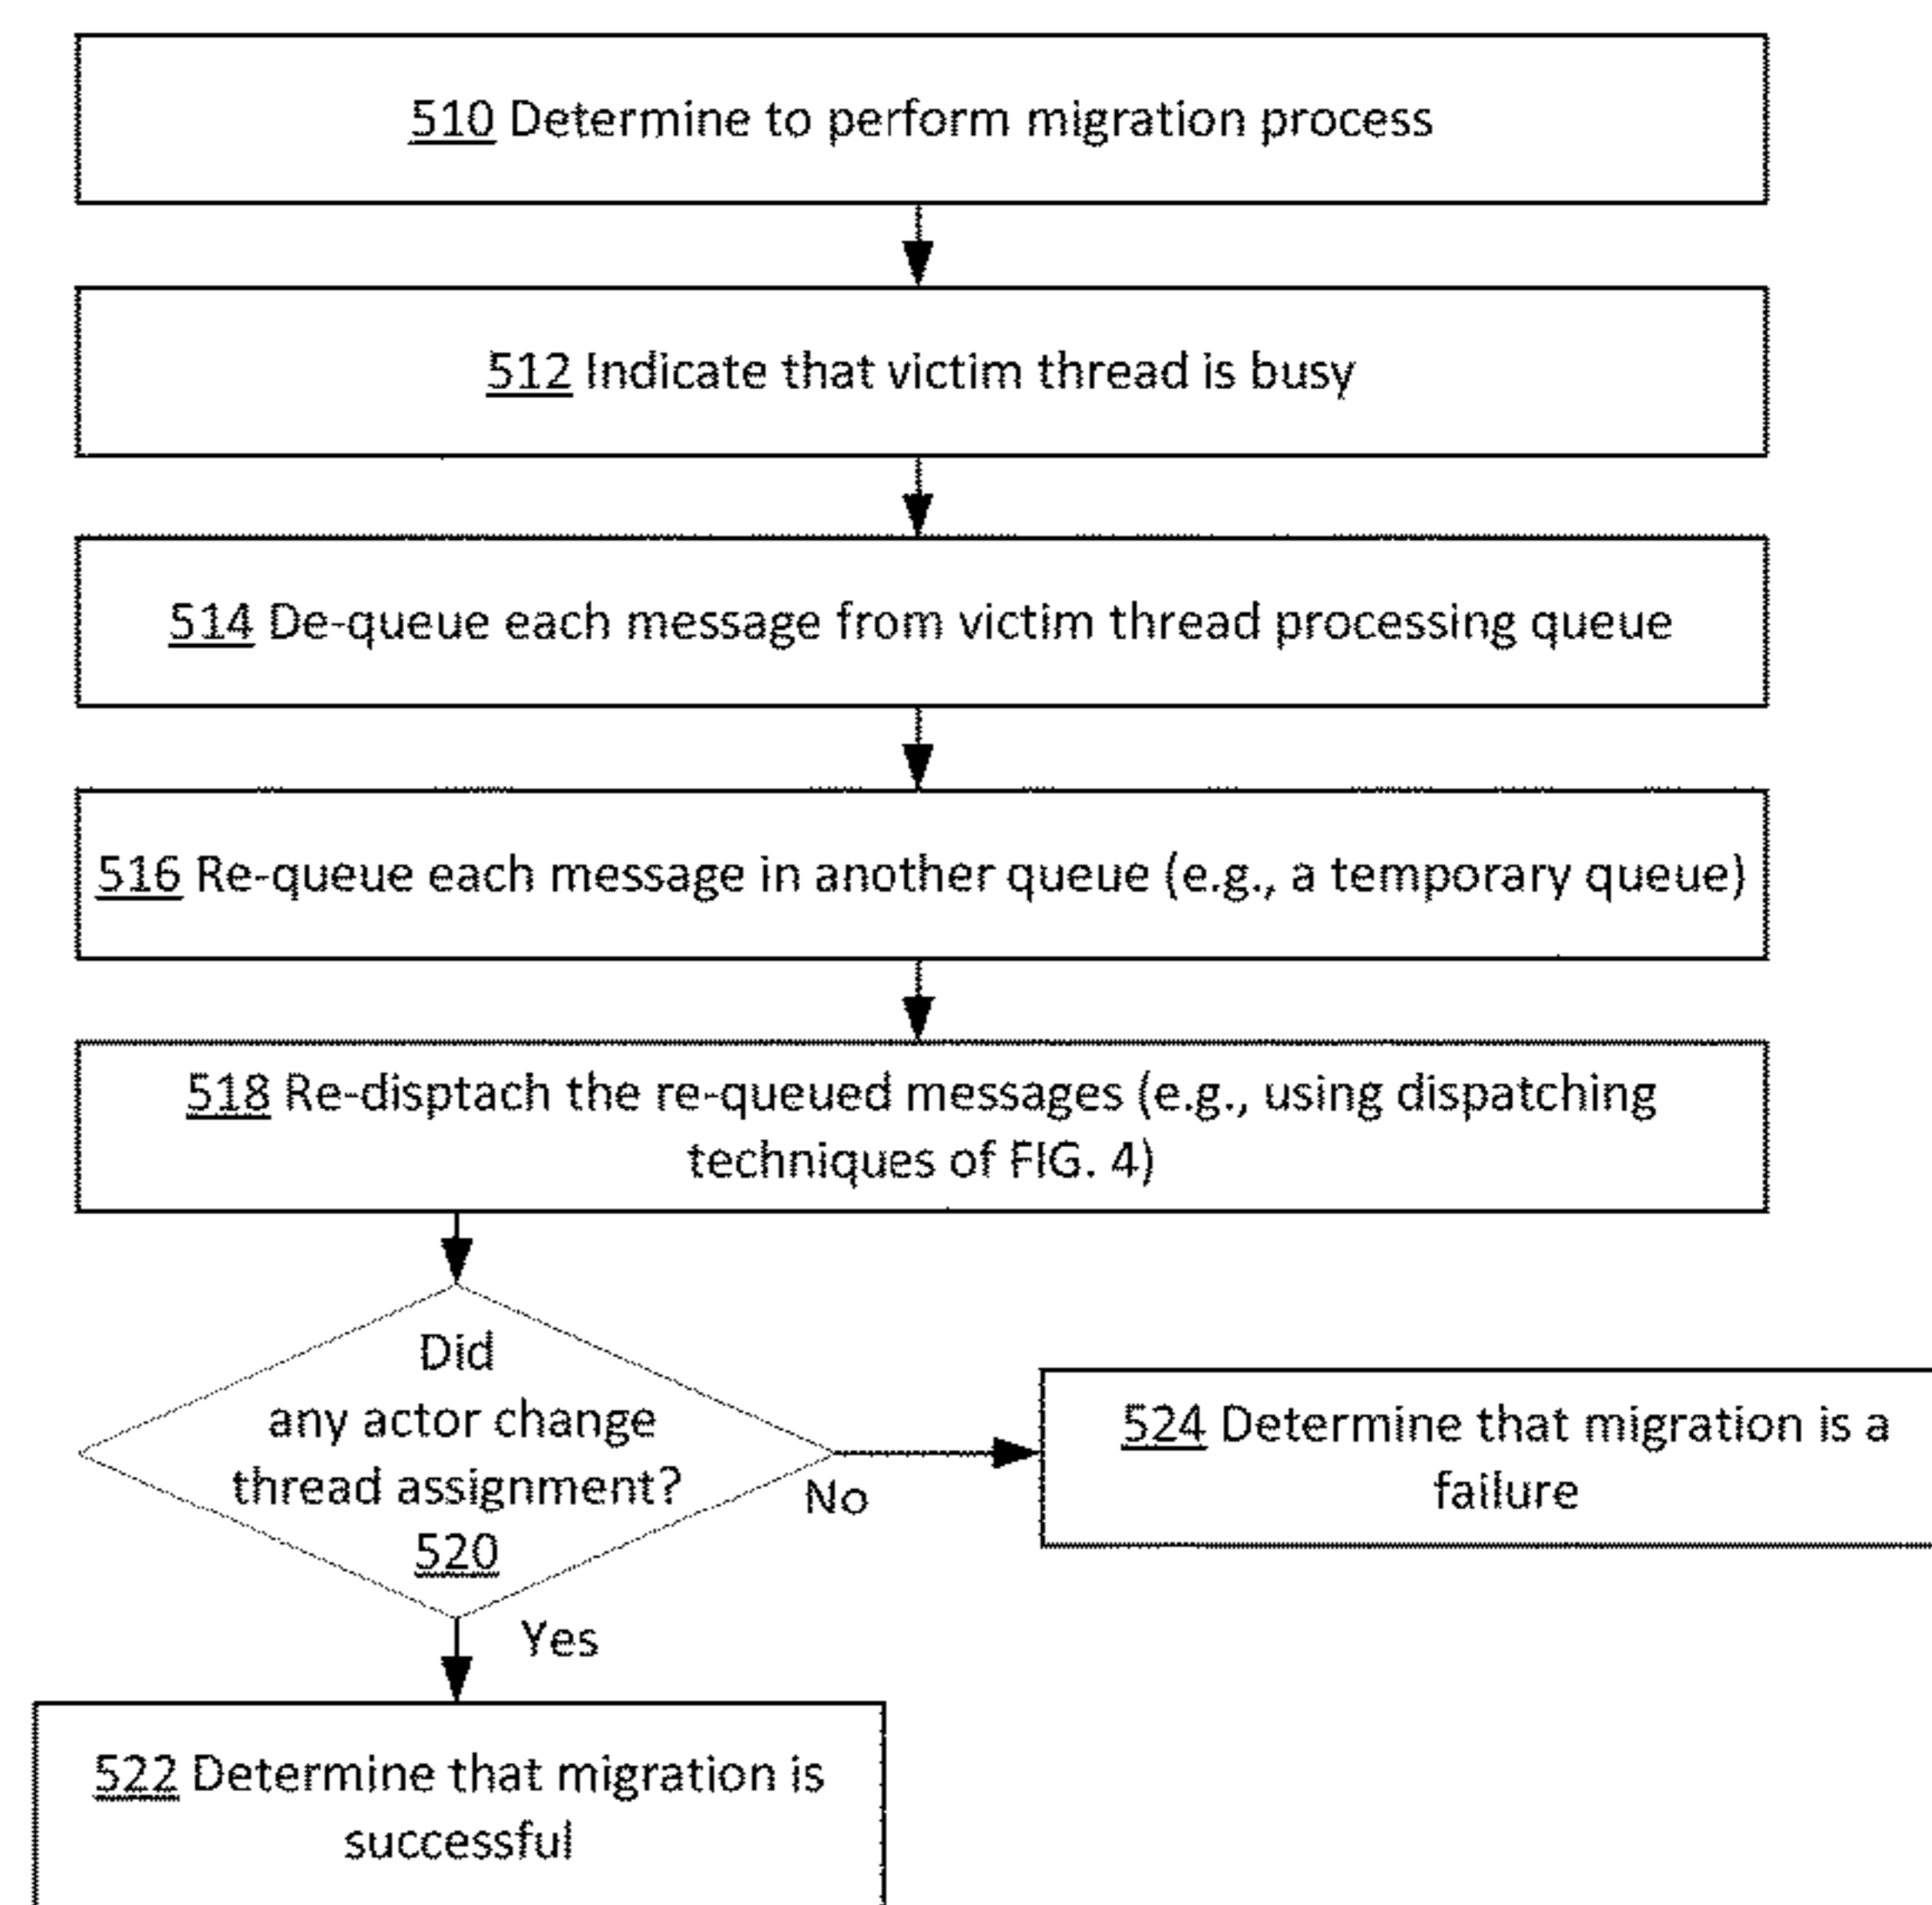 510 Determine to perform migration process
512 Indicate that victim thread is busy
514 De-queue each message from victim thread processing queue
516 Re-queue each message in another queue (e.g., a temporary queue)
518 Re-disptach the re-queued messages (e.g., using dispatching
techniques of FIG. 4)
Did
any actor change
thread assignment?
520
No
524 Determine that migration is a
failure
Yes
522 Determine that migration is
successful